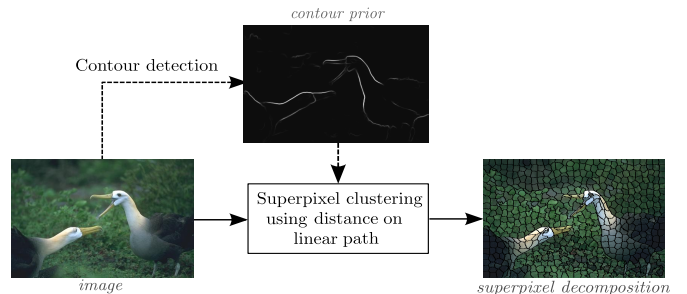 contour prior
Contour detection
Superpixel clustering
using distance on
linear path
image
superpixel decomposition